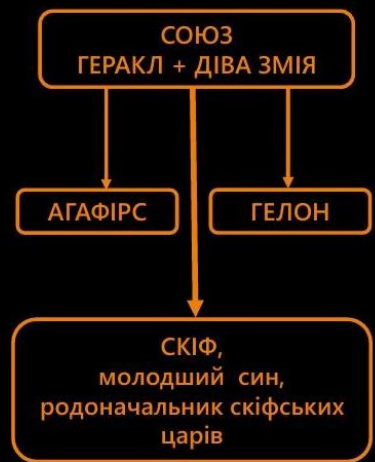 СОЮЗ
ГЕРАКЛ + ДІВА ЗМІЯ
АГАФІРС
ГЕЛОН
СКІФ,
молодший син,
родоначальник скіфських
царів